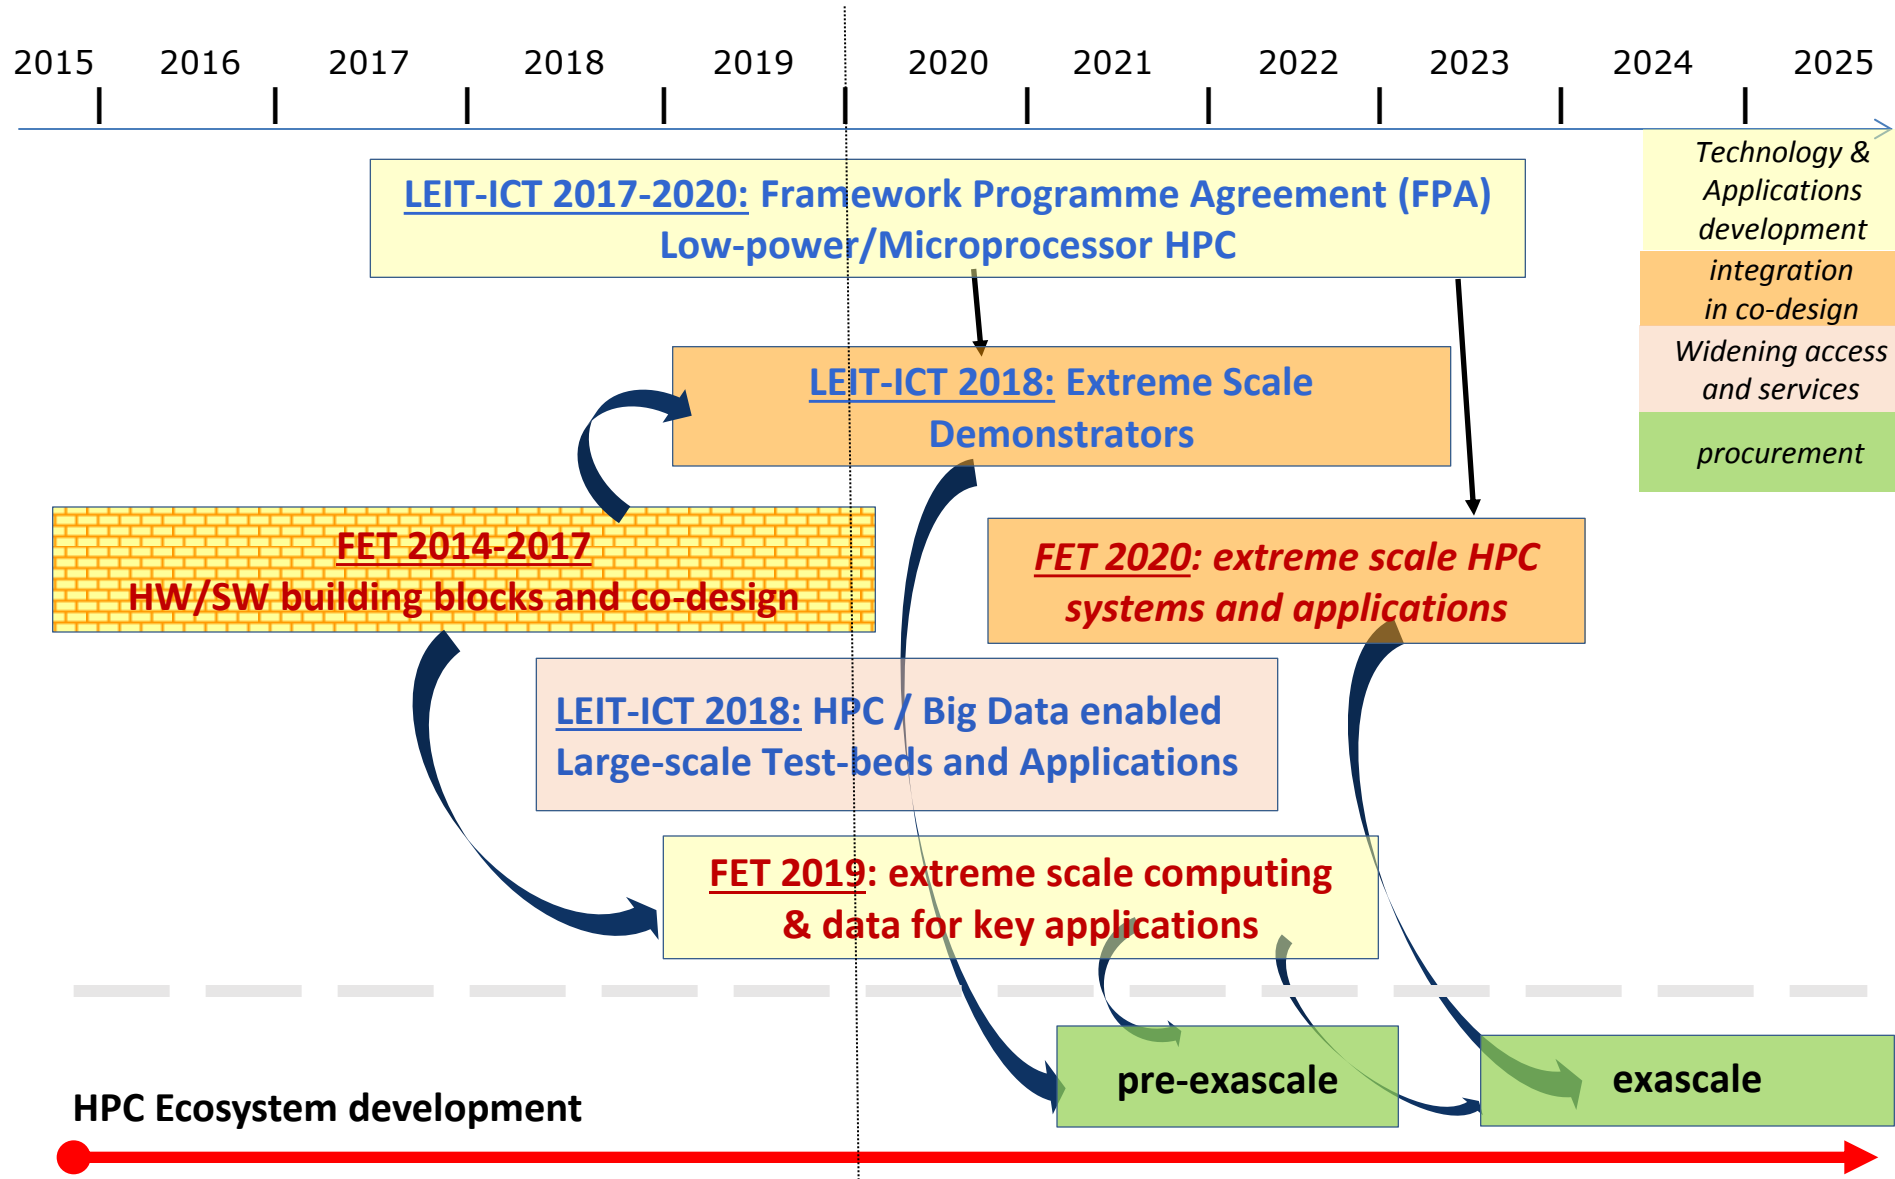 2015 2016 2017 2018 2019 2020 2021 2022 2023 2024 2025
Technology &
Applications
development
integration
in co-design
Widening access
and services
procurement
LEIT-ICT 2017-2020: Framework Programme Agreement (FPA)
Low-power/Microprocessor HPC
LEIT-ICT 2018: Extreme Scale
Demonstrators
FET 2014-2017
HW/SW building blocks and co-design
FET 2020: extreme scale HPC
systems and applications
LEIT-ICT 2018: HPC / Big Data enabled
Large-scale Test-beds and Applications
FET 2019: extreme scale computing
& data for key applications
pre-exascale
exascale
HPC Ecosystem development